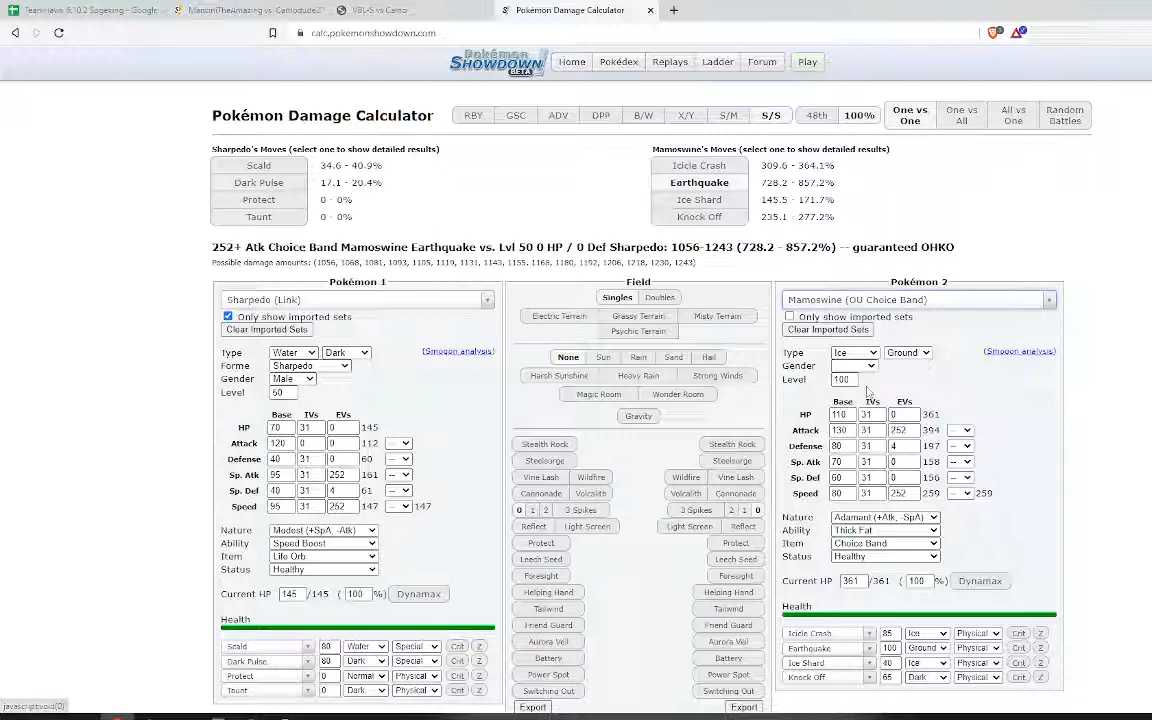 TeamHawk 6.10.2 Sogeking - Google
Mancin(TheAmazing vs. Camodude2
VBL-S vs Camo
Pokémon Damage Calculator
calc.pokemonshowdown.com
Pokémon
SHOWDOWN
BETA
Home Pokédex Replays Ladder Forum Play
Pokémon Damage Calculator
RBY GSC ADV DPP B/W X/Y S/M S/S 48th 100% One vs One One vs All All vs One Random Battles
Sharpedo's Moves (select one to show detailed results) Mamoswine's Moves (select one to show detailed results)
Scald 34.6 - 40.9% Icicle Crash 309.6 - 364.1%
Dark Pulse 17.1 - 20.4% Earthquake 728.2 - 857.2%
Protect 0 - 0% Ice Shard 145.5 - 171.7%
Taunt 0 - 0% Knock Off 235.1 - 277.2%
252+ Atk Choice Band Mamoswine Earthquake vs. Lvl 50 0 HP / 0 Def Sharpedo: 1056-1243 (728.2 - 857.2%) -- guaranteed OHKO
Possible damage amounts: (1056, 1068, 1081, 1093, 1105, 1119, 1131, 1143, 1155, 1168, 1180, 1192, 1206, 1218, 1230, 1243)
Pokémon 1
Sharpedo (Link)
Only show imported sets
Clear Imported Sets
Type Water Dark (Smogon analysis)
Forme Sharpedo
Gender Male
Level 50
Base IVs EVs
HP 70 31 0 145
Attack 120 0 0 112 --
Defense 40 31 0 60 --
Sp. Atk 95 31 252 161 --
Sp. Def 40 31 4 61 --
Speed 95 31 252 147 -- 147
Nature Modest (+SpA, -Atk)
Ability Speed Boost
Item Life Orb
Status Healthy
Current HP 145 /145 ( 100 %) Dynamax
Health
Scald 80 Water Special Crit Z
Dark Pulse 80 Dark Special Crit Z
Protect 0 Normal Physical Crit Z
Taunt 0 Dark Physical Crit Z
Field
Singles Doubles
Electric Terrain Grassy Terrain Misty Terrain
Psychic Terrain
None Sun Rain Sand Hail
Harsh Sunshine Heavy Rain Strong Winds
Magic Room Wonder Room
Gravity
Stealth Rock Stealth Rock
Steelsurge Steelsurge
Vine Lash Wildfire Wildfire Vine Lash
Cannonade Volcalith Volcalith Cannonade
0 1 2 3 Spikes 3 Spikes 2 1 0
Reflect Light Screen Light Screen Reflect
Protect Protect
Leech Seed Leech Seed
Foresight Foresight
Helping Hand Helping Hand
Tailwind Tailwind
Friend Guard Friend Guard
Aurora Veil Aurora Veil
Battery Battery
Power Spot Power Spot
Switching Out Switching Out
Export Export
Pokémon 2
Mamoswine (OU Choice Band)
Only show imported sets
Clear Imported Sets
Type Ice Ground (Smogon analysis)
Gender
Level 100
Base IVs EVs
HP 110 31 0 361
Attack 130 31 252 394 --
Defense 80 31 4 197 --
Sp. Atk 70 31 0 158 --
Sp. Def 60 31 0 156 --
Speed 80 31 252 259 -- 259
Nature Adamant (+Atk, -SpA)
Ability Thick Fat
Item Choice Band
Status Healthy
Current HP 361 /361 ( 100 %) Dynamax
Health
Icicle Crash 85 Ice Physical Crit Z
Earthquake 100 Ground Physical Crit Z
Ice Shard 40 Ice Physical Crit Z
Knock Off 65 Dark Physical Crit Z
javascript:void(0)